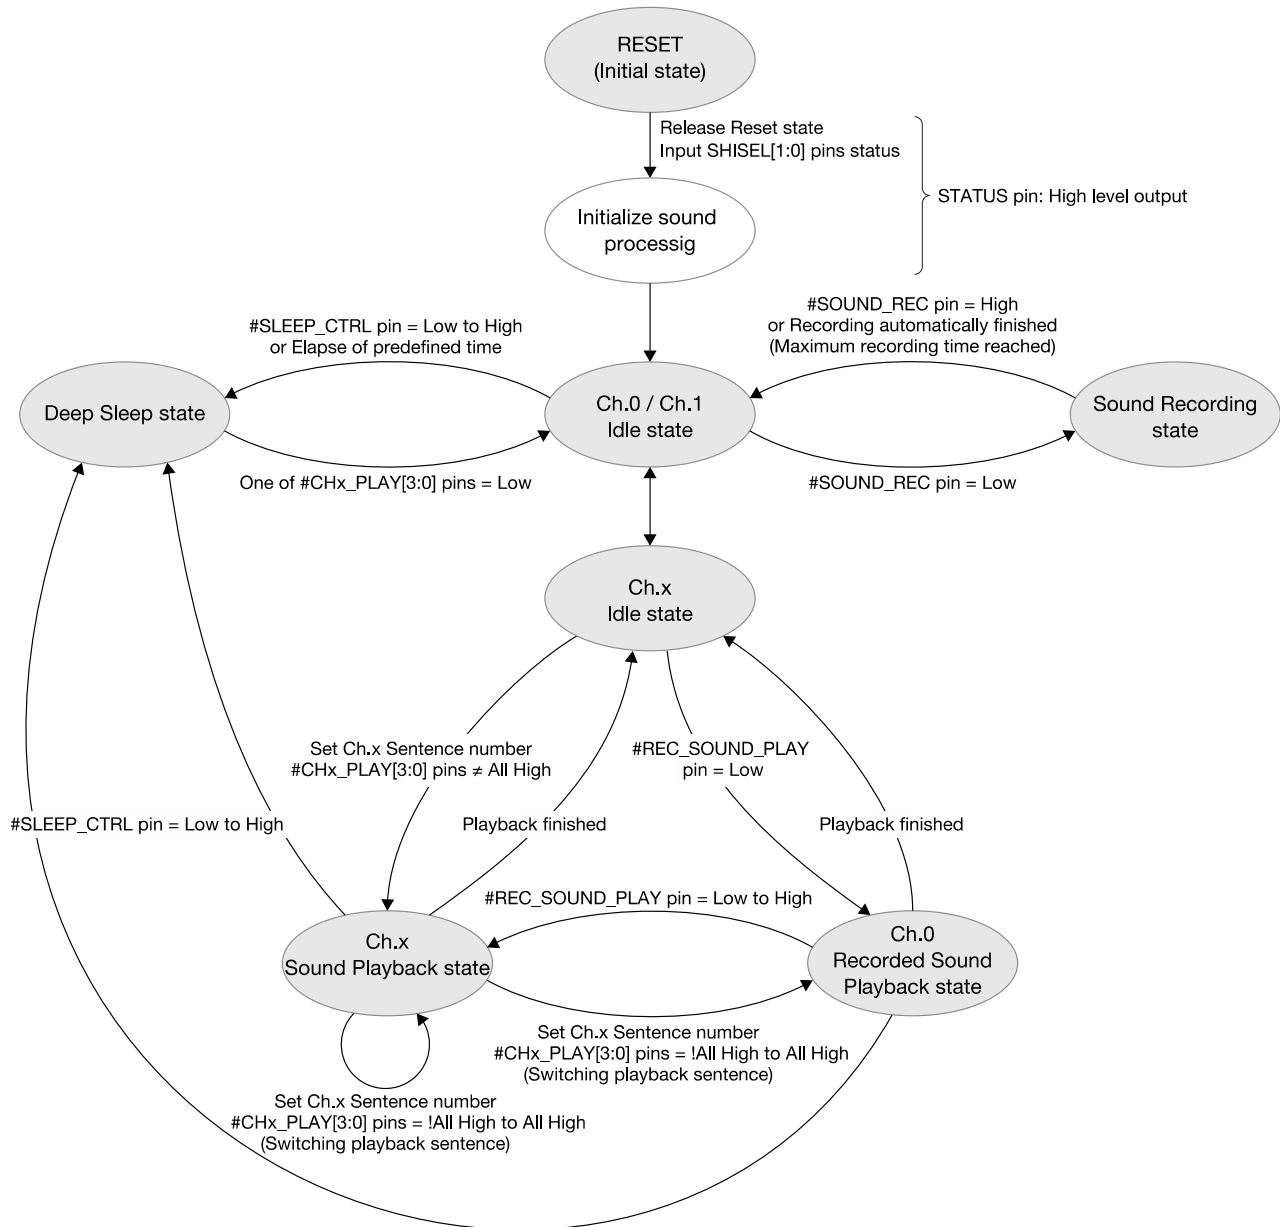 RESET
(Initial state)
Release Reset state
Input SHISEL[1:0] pins status
STATUS pin: High level output
Initialize sound
processig
#SLEEP_CTRL pin = Low to High
or Elapse of predefined time
#SOUND_REC pin = High
or Recording automatically finished
(Maximum recording time reached)
Deep Sleep state
Ch.0 / Ch.1
Idle state
Sound Recording
state
One of #CHx_PLAY[3:0] pins = Low
#SOUND_REC pin = Low
Ch.x
Idle state
Set Ch.x Sentence number
#CHx_PLAY[3:0] pins ≠ All High
#REC_SOUND_PLAY
pin = Low
#SLEEP_CTRL pin = Low to High
Playback finished
Playback finished
#REC_SOUND_PLAY pin = Low to High
Ch.x
Sound Playback state
Ch.0
Recorded Sound
Playback state
Set Ch.x Sentence number
#CHx_PLAY[3:0] pins = !All High to All High
(Switching playback sentence)
Set Ch.x Sentence number
#CHx_PLAY[3:0] pins = !All High to All High
(Switching playback sentence)